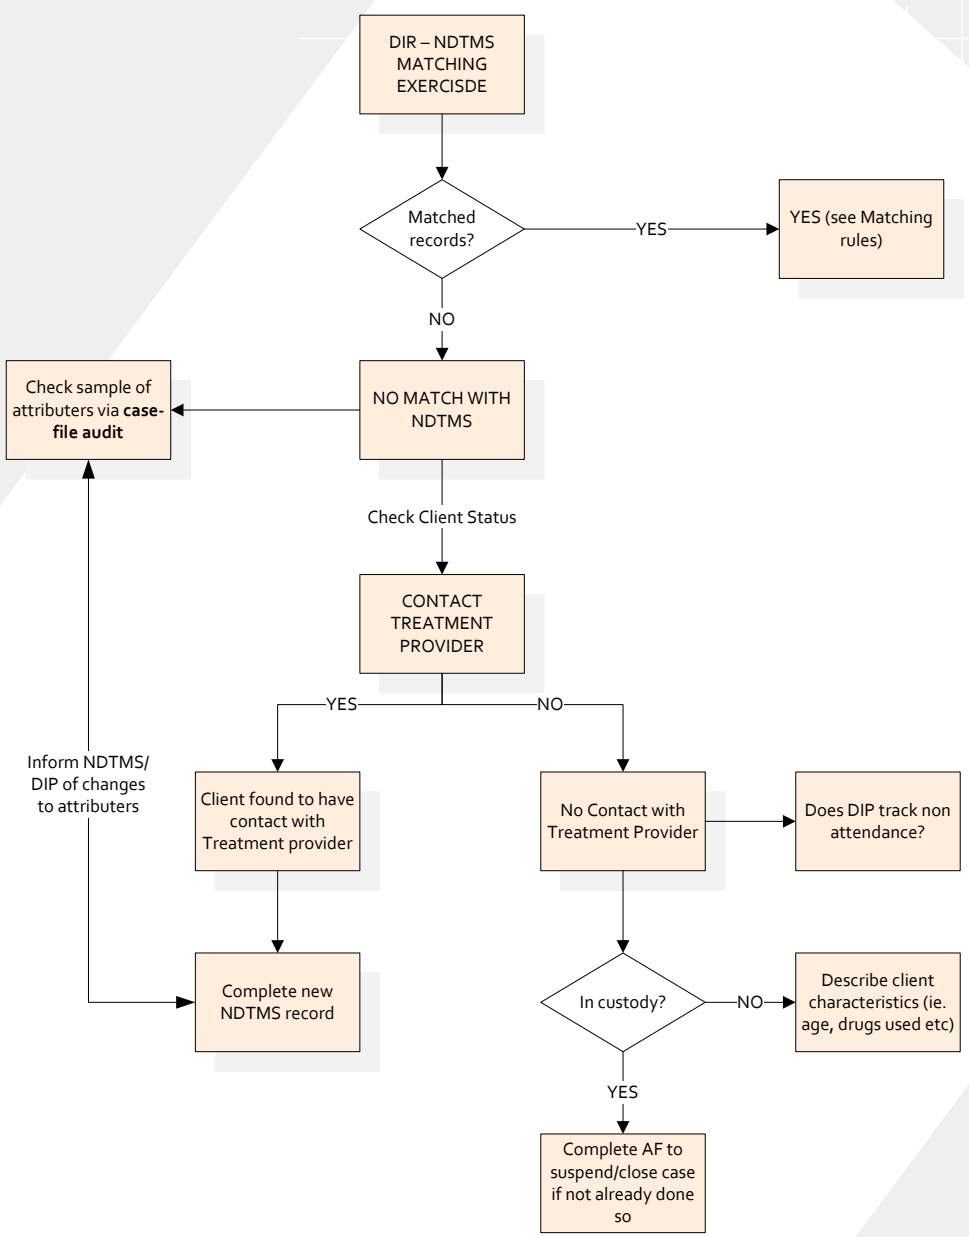 DIR – NDTMS
MATCHING
EXERCISDE
Matched
records?
YES
YES (see Matching
rules)
NO
Check sample of
attributers via case-
file audit
NO MATCH WITH
NDTMS
Check Client Status
CONTACT
TREATMENT
PROVIDER
YES
NO
Inform NDTMS/
DIP of changes
to attributers
Client found to have
contact with
Treatment provider
No Contact with
Treatment Provider
Does DIP track non
attendance?
Complete new
NDTMS record
In custody?
NO
Describe client
characteristics (ie.
age, drugs used etc)
YES
Complete AF to
suspend/close case
if not already done
so